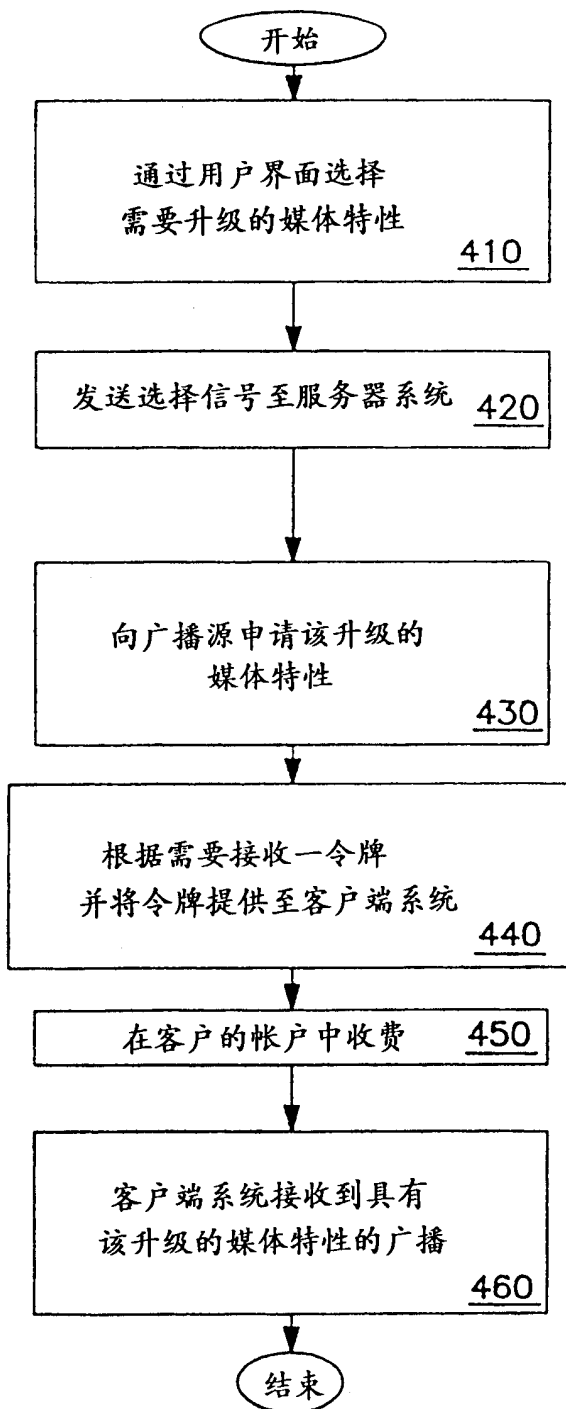 开始
通过用户界面选择
需要升级的媒体特性
410
发送选择信号至服务器系统 420
向广播源申请该升级的
媒体特性
430
根据需要接收一令牌
并将令牌提供至客户端系统
440
在客户的帐户中收费 450
客户端系统接收到具有
该升级的媒体特性的广播
460
结束